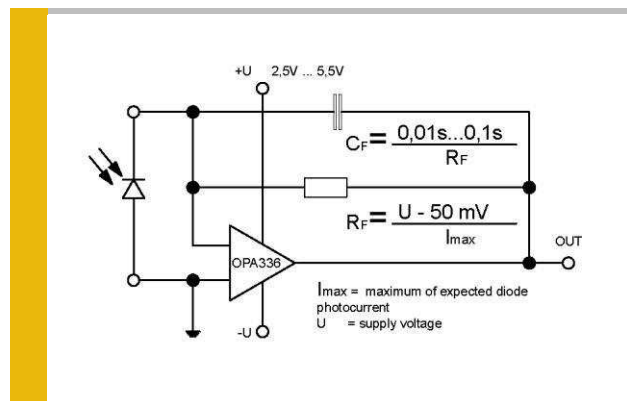 +U 2,5V ... 5,5V
CF= 0,01s...0,1s
RF
RF= U - 50 mV
Imax
OUT
OPA336
Imax = maximum of expected diode
photocurrent
U = supply voltage
-U